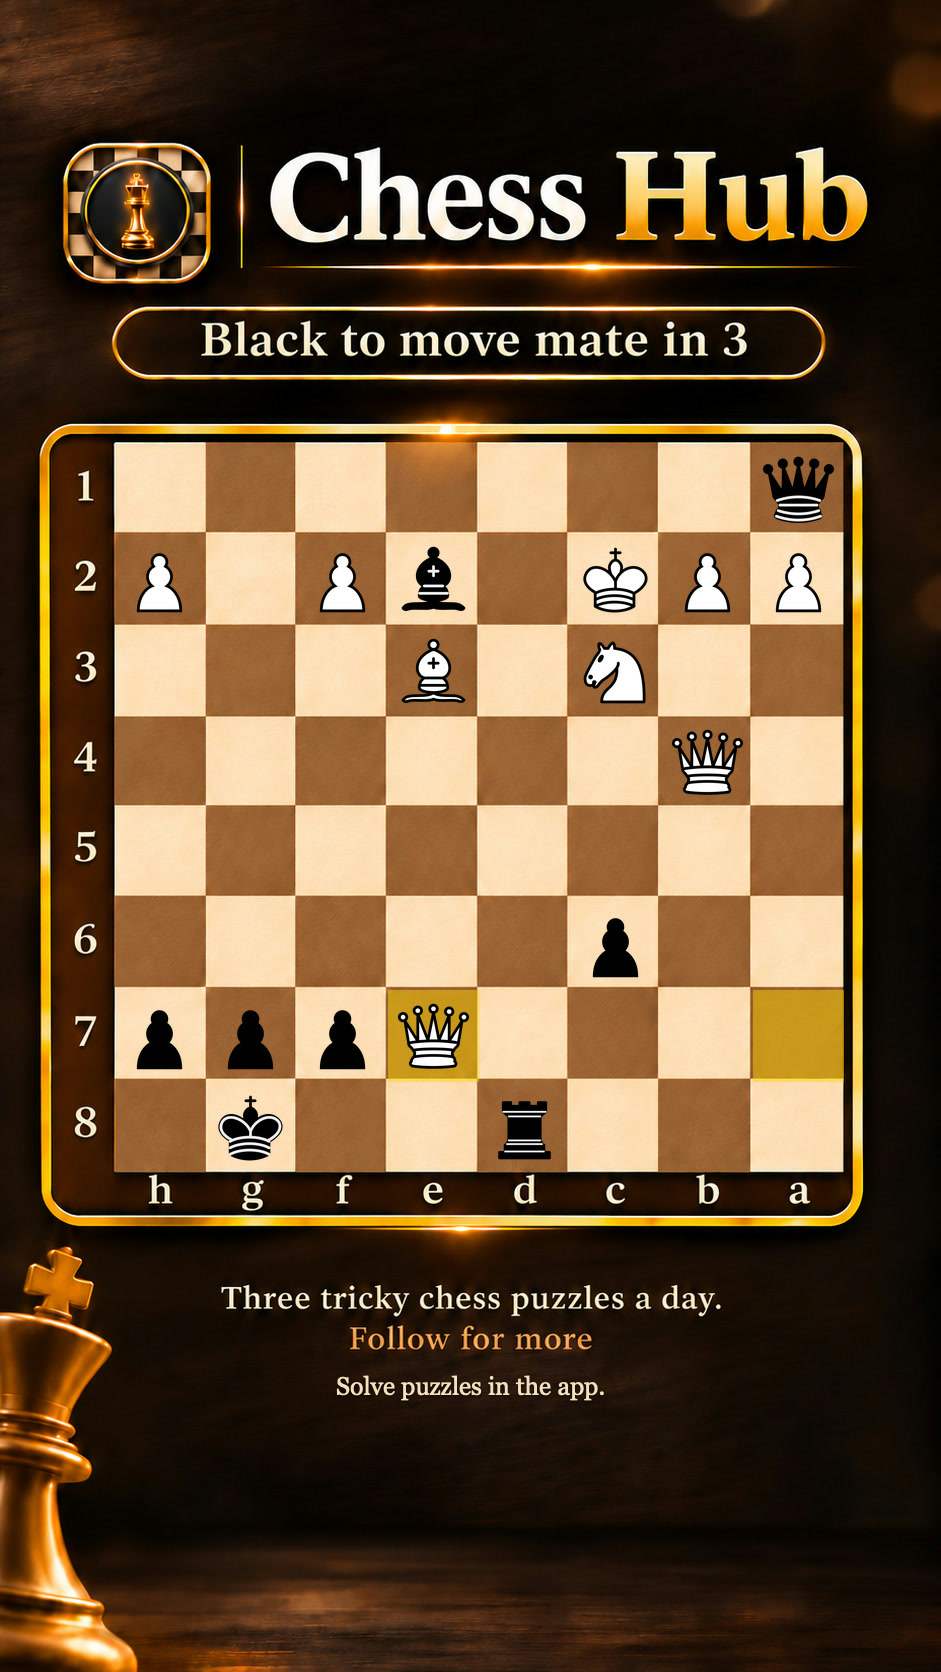 Chess Hub
Black to move mate in 3
1
2
3
4
5
6
7
8
h g f e d c b a
Three tricky chess puzzles a day.
Follow for more
Solve puzzles in the app.